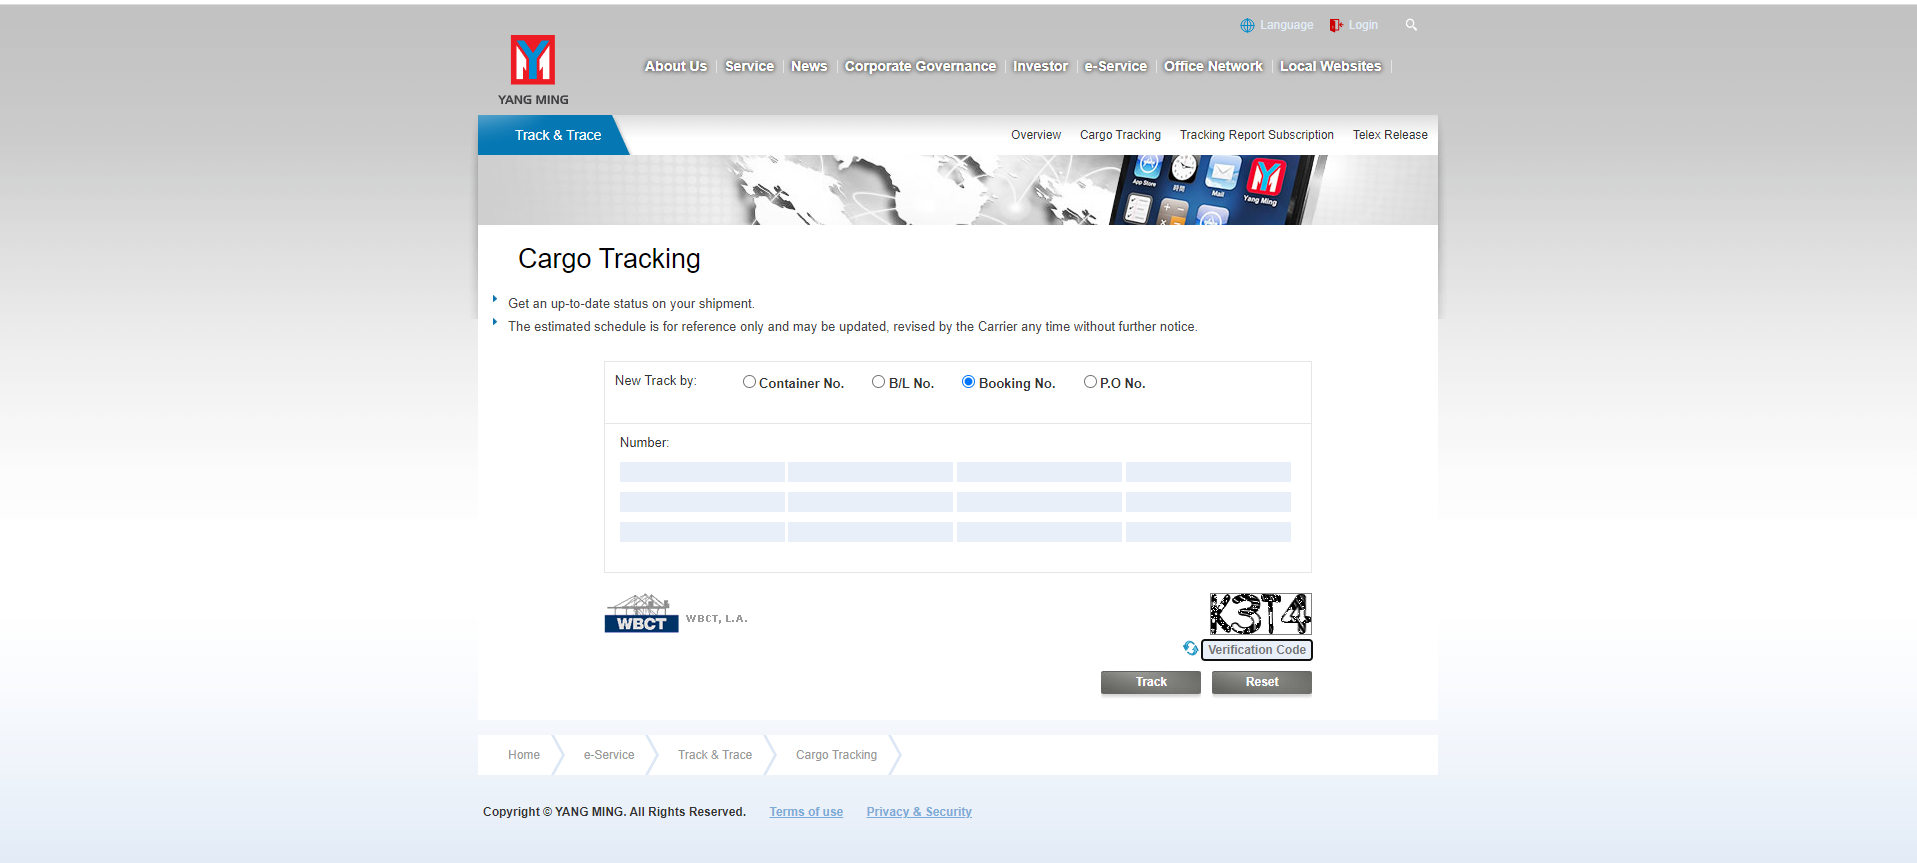 Language Login
YANG MING
About Us Service News Corporate Governance Investor e-Service Office Network Local Websites
Track & Trace
Overview Cargo Tracking Tracking Report Subscription Telex Release
App Store 時間 Mail Yang Ming
Cargo Tracking
Get an up-to-date status on your shipment.
The estimated schedule is for reference only and may be updated, revised by the Carrier any time without further notice.
New Track by: Container No. B/L No. Booking No. P.O No.
Number:
WBCT WBCT, L.A.
K3T4
Verification Code
Track Reset
Home e-Service Track & Trace Cargo Tracking
Copyright © YANG MING. All Rights Reserved. Terms of use Privacy & Security